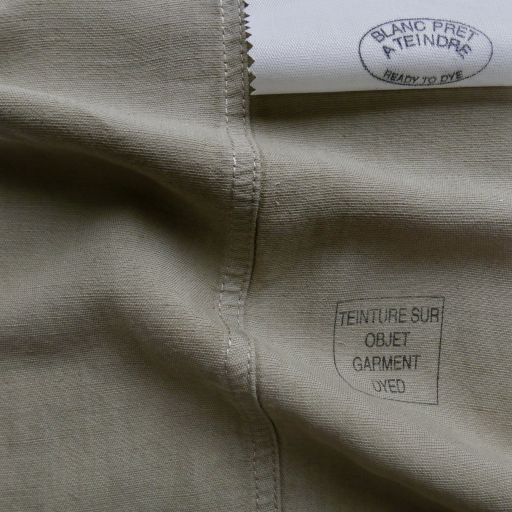 BLANC PRET
A TEINDRE
READY TO DYE
TEINTURE SUR
OBJET
GARMENT
DYED